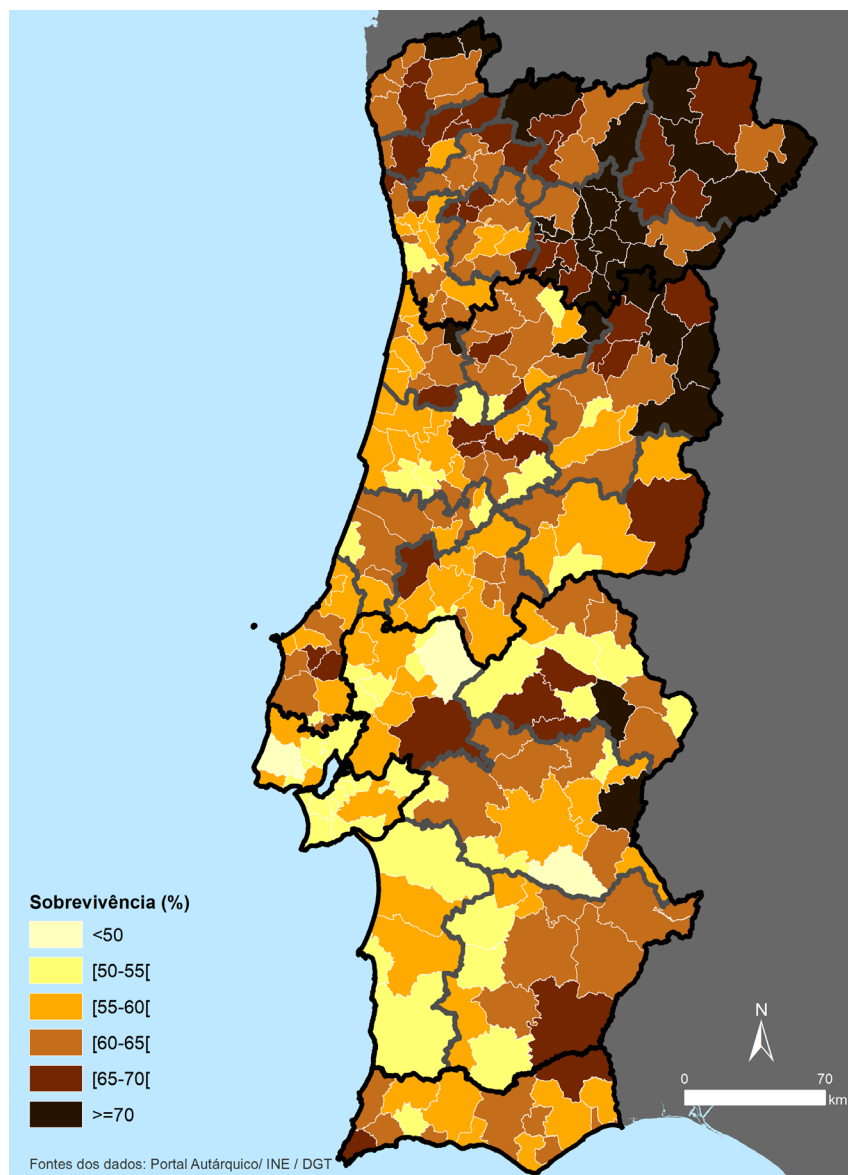 Sobrevivência (%)
<50
[50-55[
[55-60[
[60-65[
[65-70[
>=70
N
0 70
km
Fontes dos dados: Portal Autárquico/ INE / DGT